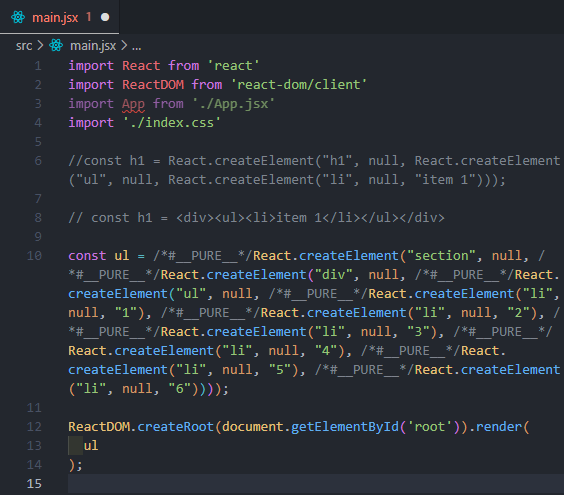 main.jsx 1
src > main.jsx > ...
1 import React from 'react'
2 import ReactDOM from 'react-dom/client'
3 import App from './App.jsx'
4 import './index.css'
5
6 //const h1 = React.createElement("h1", null, React.createElement
("ul", null, React.createElement("li", null, "item 1")));
7
8 // const h1 = <div><ul><li>item 1</li></ul></div>
9
10 const ul = /*#__PURE__*/React.createElement("section", null, /
*#__PURE__*/React.createElement("div", null, /*#__PURE__*/React.
createElement("ul", null, /*#__PURE__*/React.createElement("li",
null, "1"), /*#__PURE__*/React.createElement("li", null, "2"), /
*#__PURE__*/React.createElement("li", null, "3"), /*#__PURE__*/
React.createElement("li", null, "4"), /*#__PURE__*/React.
createElement("li", null, "5"), /*#__PURE__*/React.createElement
("li", null, "6"))));
11
12 ReactDOM.createRoot(document.getElementById('root')).render(
13 ul
14 );
15